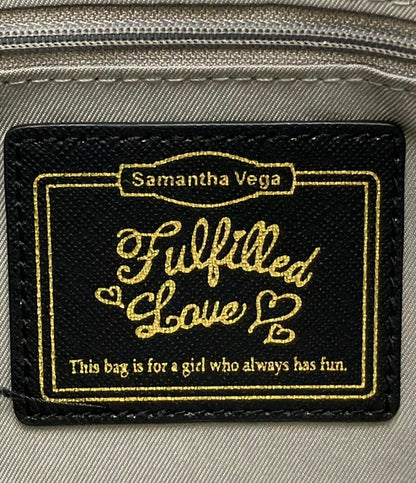 Samantha Vega
Fulfilled
Love
This bag is for a girl who always has fun.